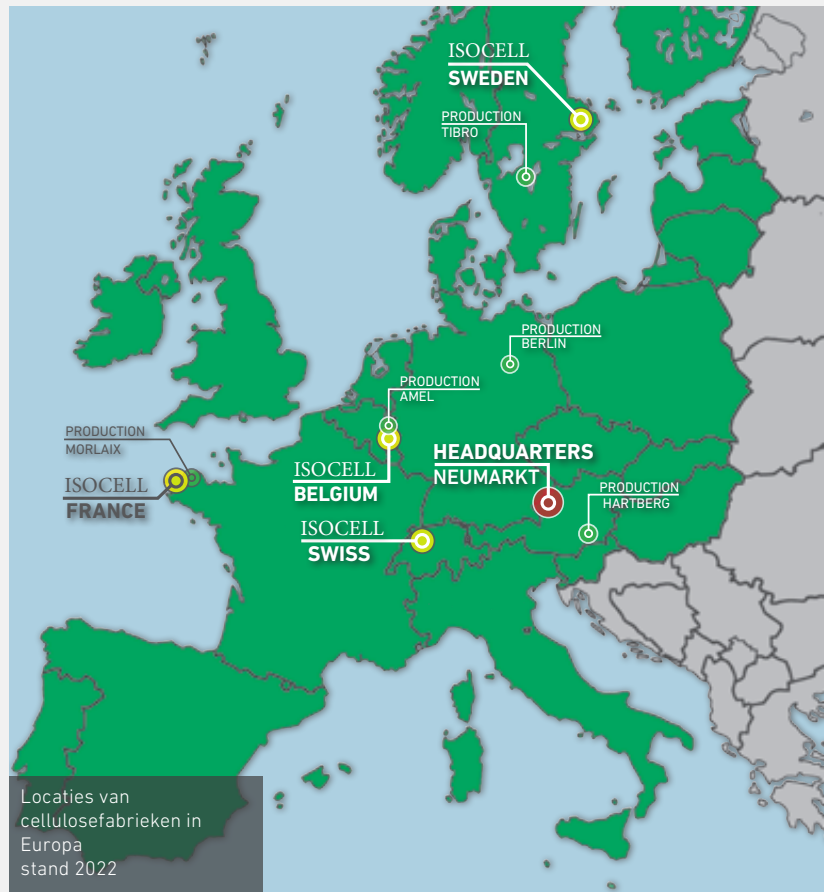 ISOCELL
SWEDEN
PRODUCTION
TIBRO
PRODUCTION
BERLIN
PRODUCTION
AMEL
PRODUCTION
MORLAIX
ISOCELL
FRANCE
ISOCELL
BELGIUM
HEADQUARTERS
NEUMARKT
PRODUCTION
HARTBERG
ISOCELL
SWISS
Locaties van
cellulosefabrieken in
Europa
stand 2022